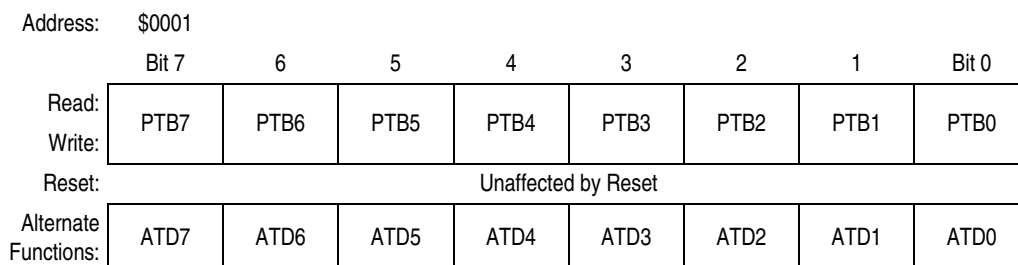 Address: $0001
Bit 7 6 5 4 3 2 1 Bit 0
Read:
PTB7 PTB6 PTB5 PTB4 PTB3 PTB2 PTB1 PTB0
Write:
Reset: Unaffected by Reset
Alternate
Functions:
ATD7 ATD6 ATD5 ATD4 ATD3 ATD2 ATD1 ATD0